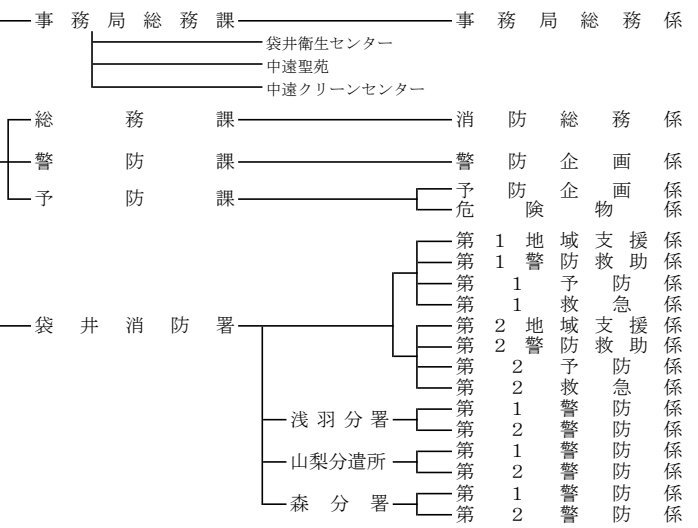 事務局総務課 事務局総務係
袋井衛生センター
中遠聖苑
中遠クリーンセンター
総務課 消防総務係
警防課 警防企画係
予防課 予防企画係
危険物係
第1地域支援係
第1警防救助係
第1予防係
第1救急係
袋井消防署 第2地域支援係
第2警防救助係
第2予防係
第2救急係
浅羽分署 第1警防係
第2警防係
山梨分遣所 第1警防係
第2警防係
森分署 第1警防係
第2警防係